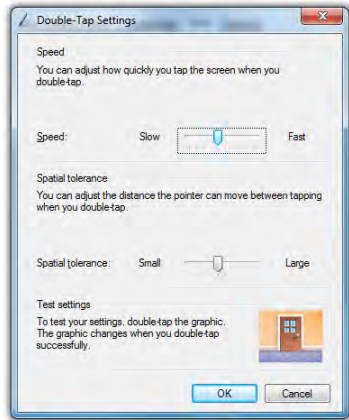 Double-Tap Settings
Speed
You can adjust how quickly you tap the screen when you
double-tap.
Speed: Slow Fast
Spatial tolerance
You can adjust the distance the pointer can move between tapping
when you double-tap.
Spatial tolerance: Small Large
Test settings
To test your settings, double-tap the graphic.
The graphic changes when you double-tap
successfully.
OK Cancel